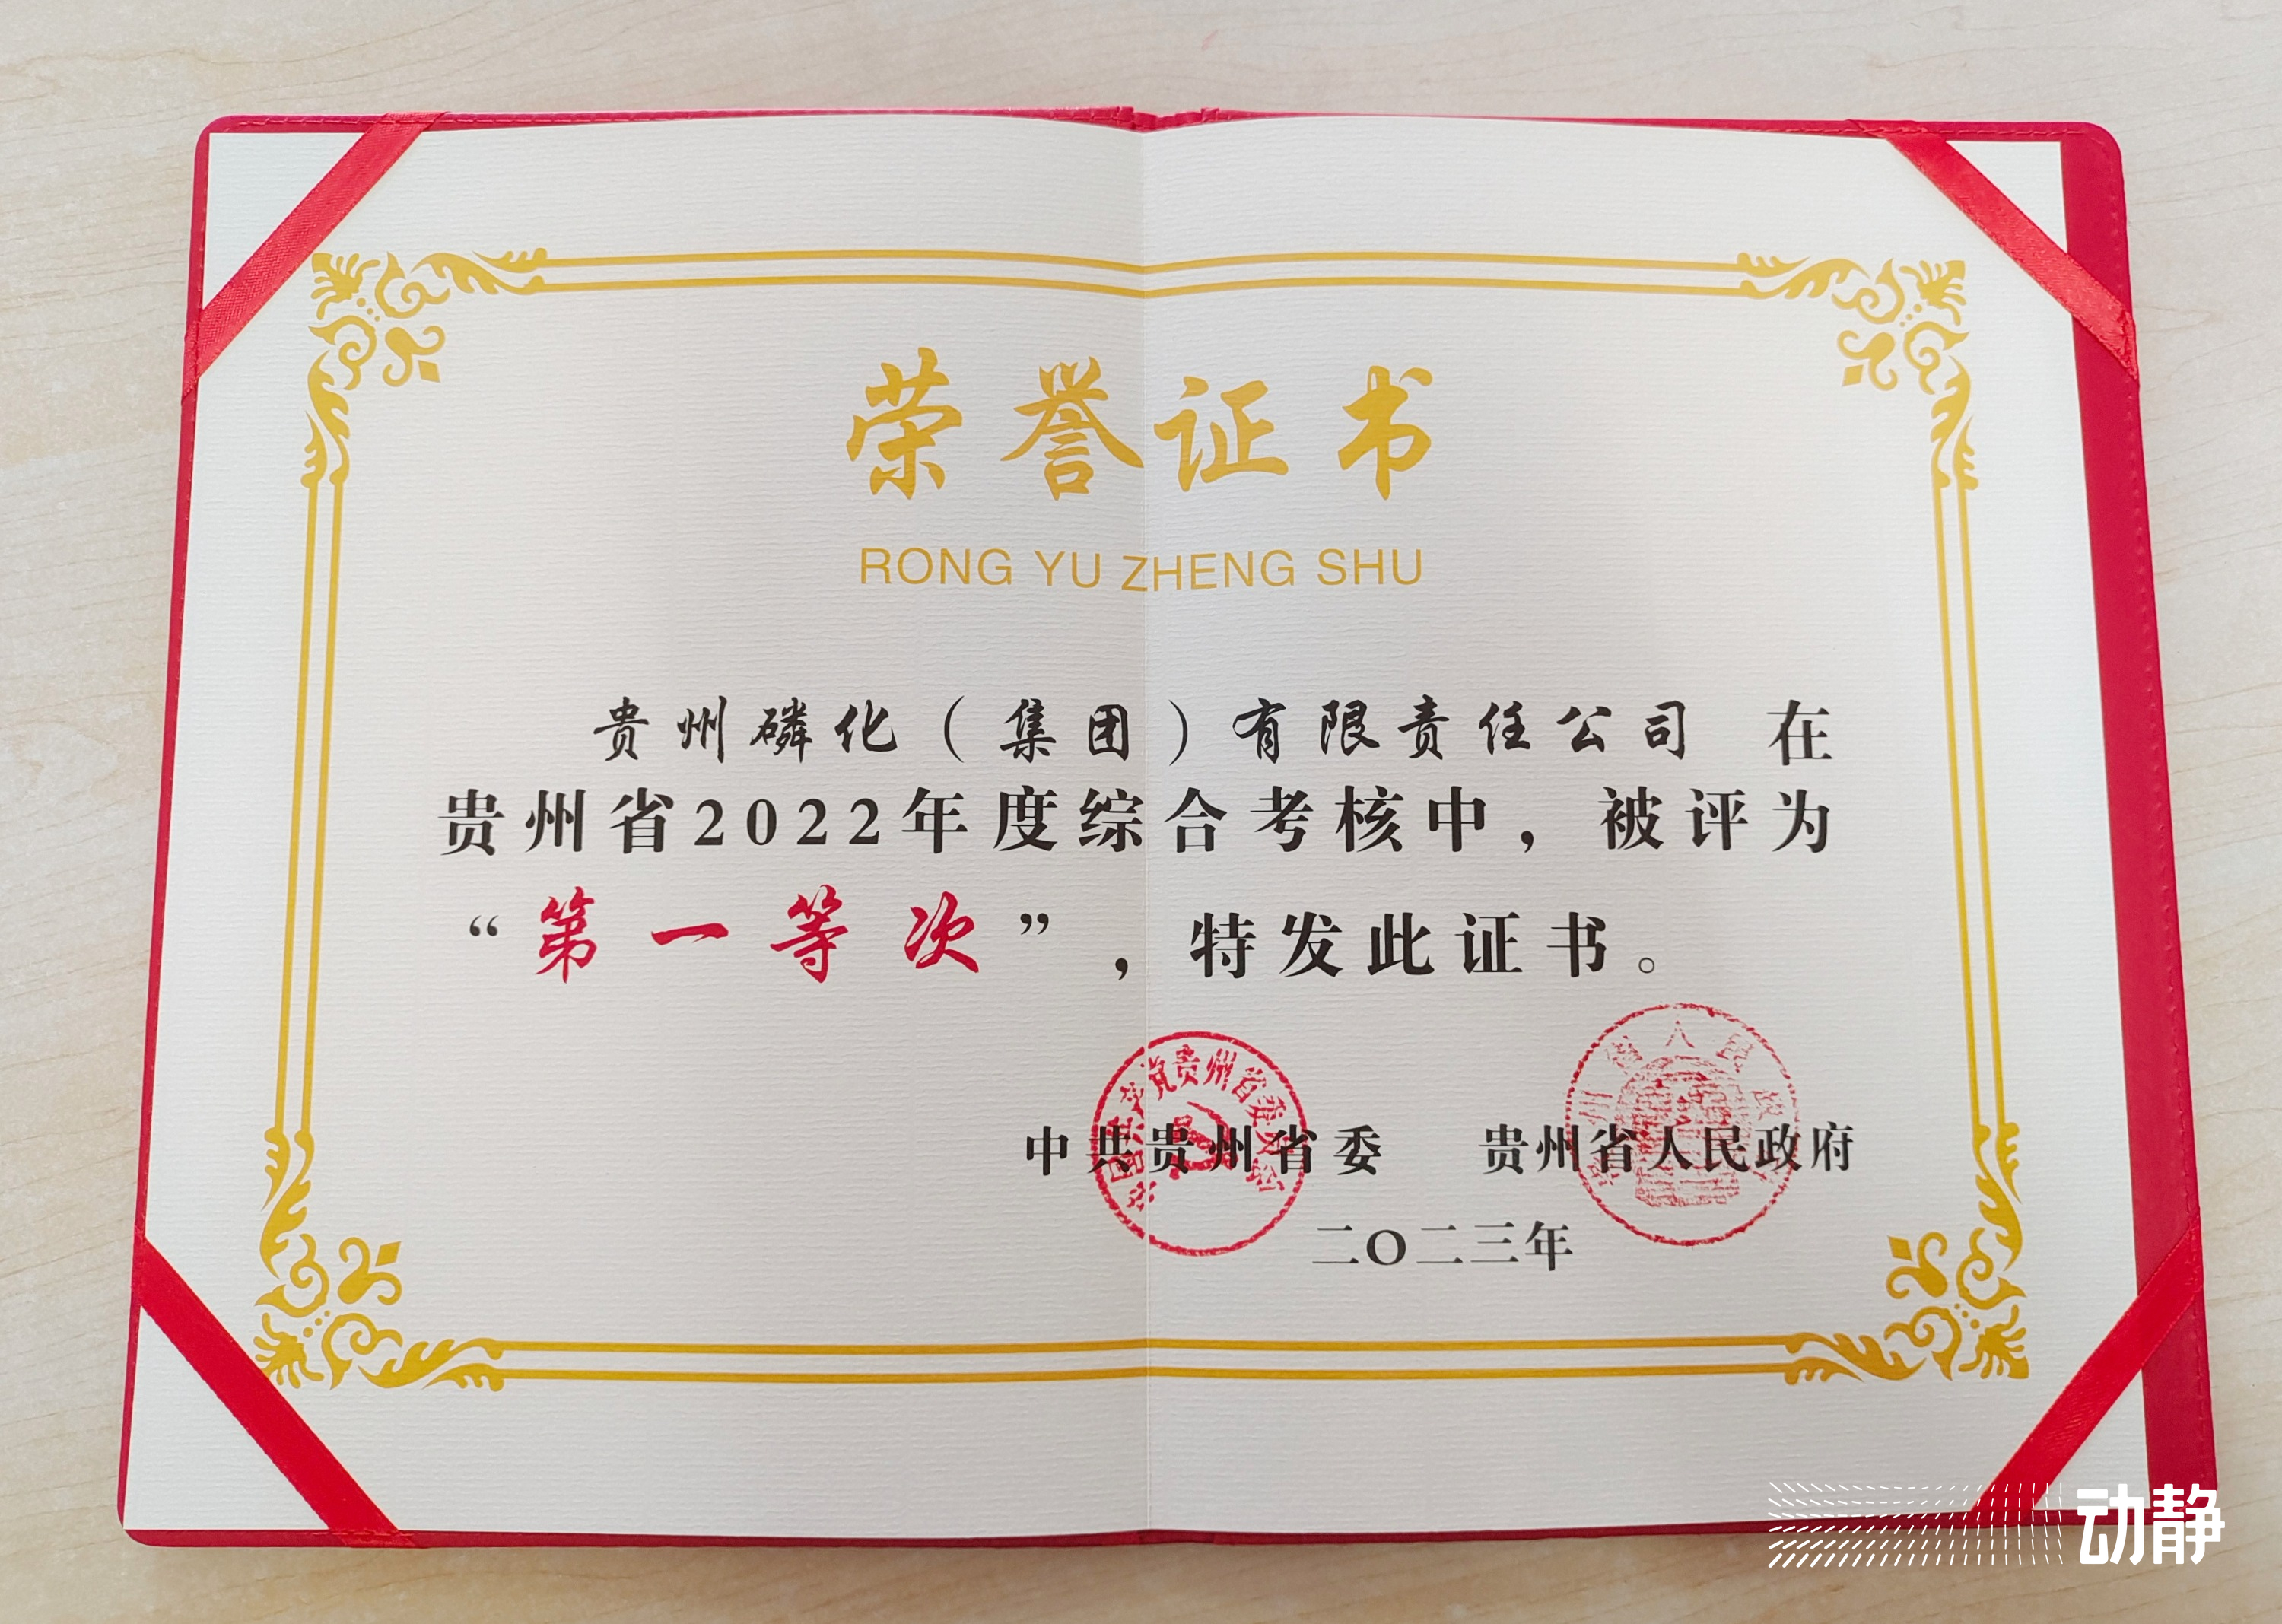 荣誉证书
RONG YU ZHENG SHU
贵州磷化（集团）有限责任公司 在
贵州省2022年度综合考核中，被评为
“第一等次”，特发此证书。
中共贵州省委 贵州省人民政府
二〇二三年
动静